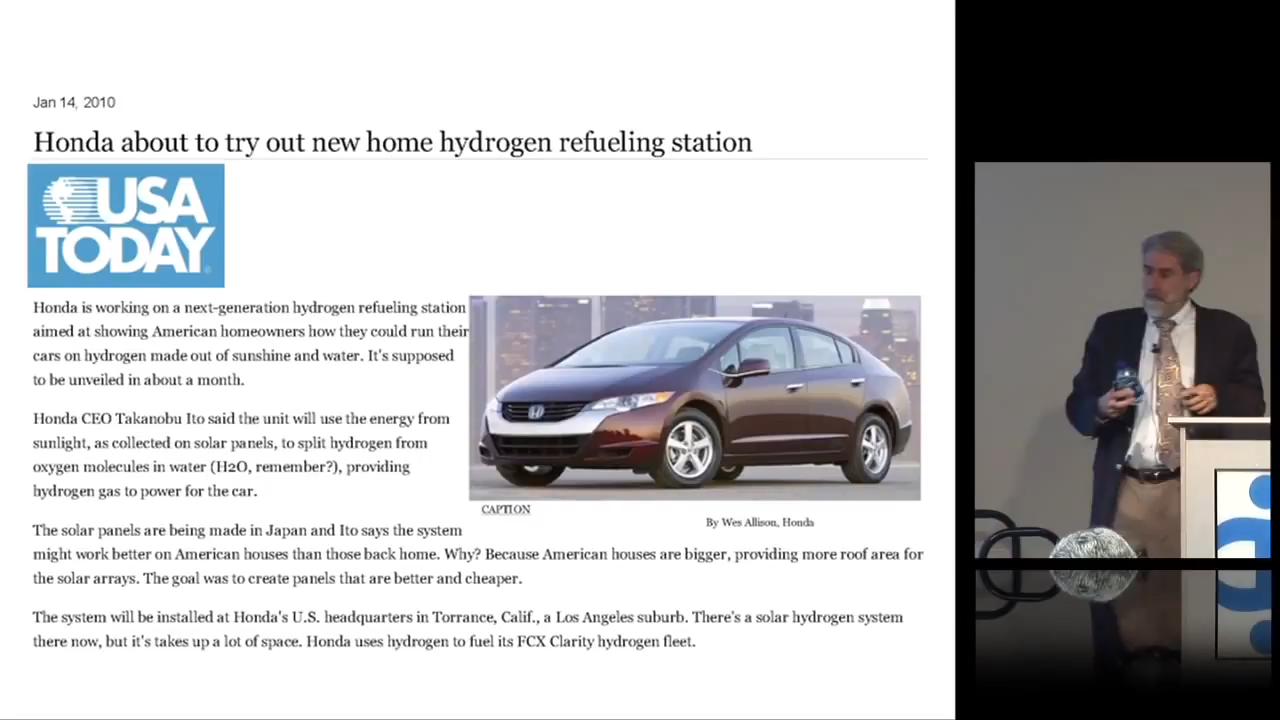 Jan 14, 2010
Honda about to try out new home hydrogen refueling station
USA
TODAY
Honda is working on a next-generation hydrogen refueling station
aimed at showing American homeowners how they could run their
cars on hydrogen made out of sunshine and water. It's supposed
to be unveiled in about a month.
Honda CEO Takanobu Ito said the unit will use the energy from
sunlight, as collected on solar panels, to split hydrogen from
oxygen molecules in water (H2O, remember?), providing
hydrogen gas to power for the car.
CAPTION
By Wes Allison, Honda
The solar panels are being made in Japan and Ito says the system
might work better on American houses than those back home. Why? Because American houses are bigger, providing more roof area for
the solar arrays. The goal was to create panels that are better and cheaper.
The system will be installed at Honda's U.S. headquarters in Torrance, Calif., a Los Angeles suburb. There's a solar hydrogen system
there now, but it's takes up a lot of space. Honda uses hydrogen to fuel its FCX Clarity hydrogen fleet.